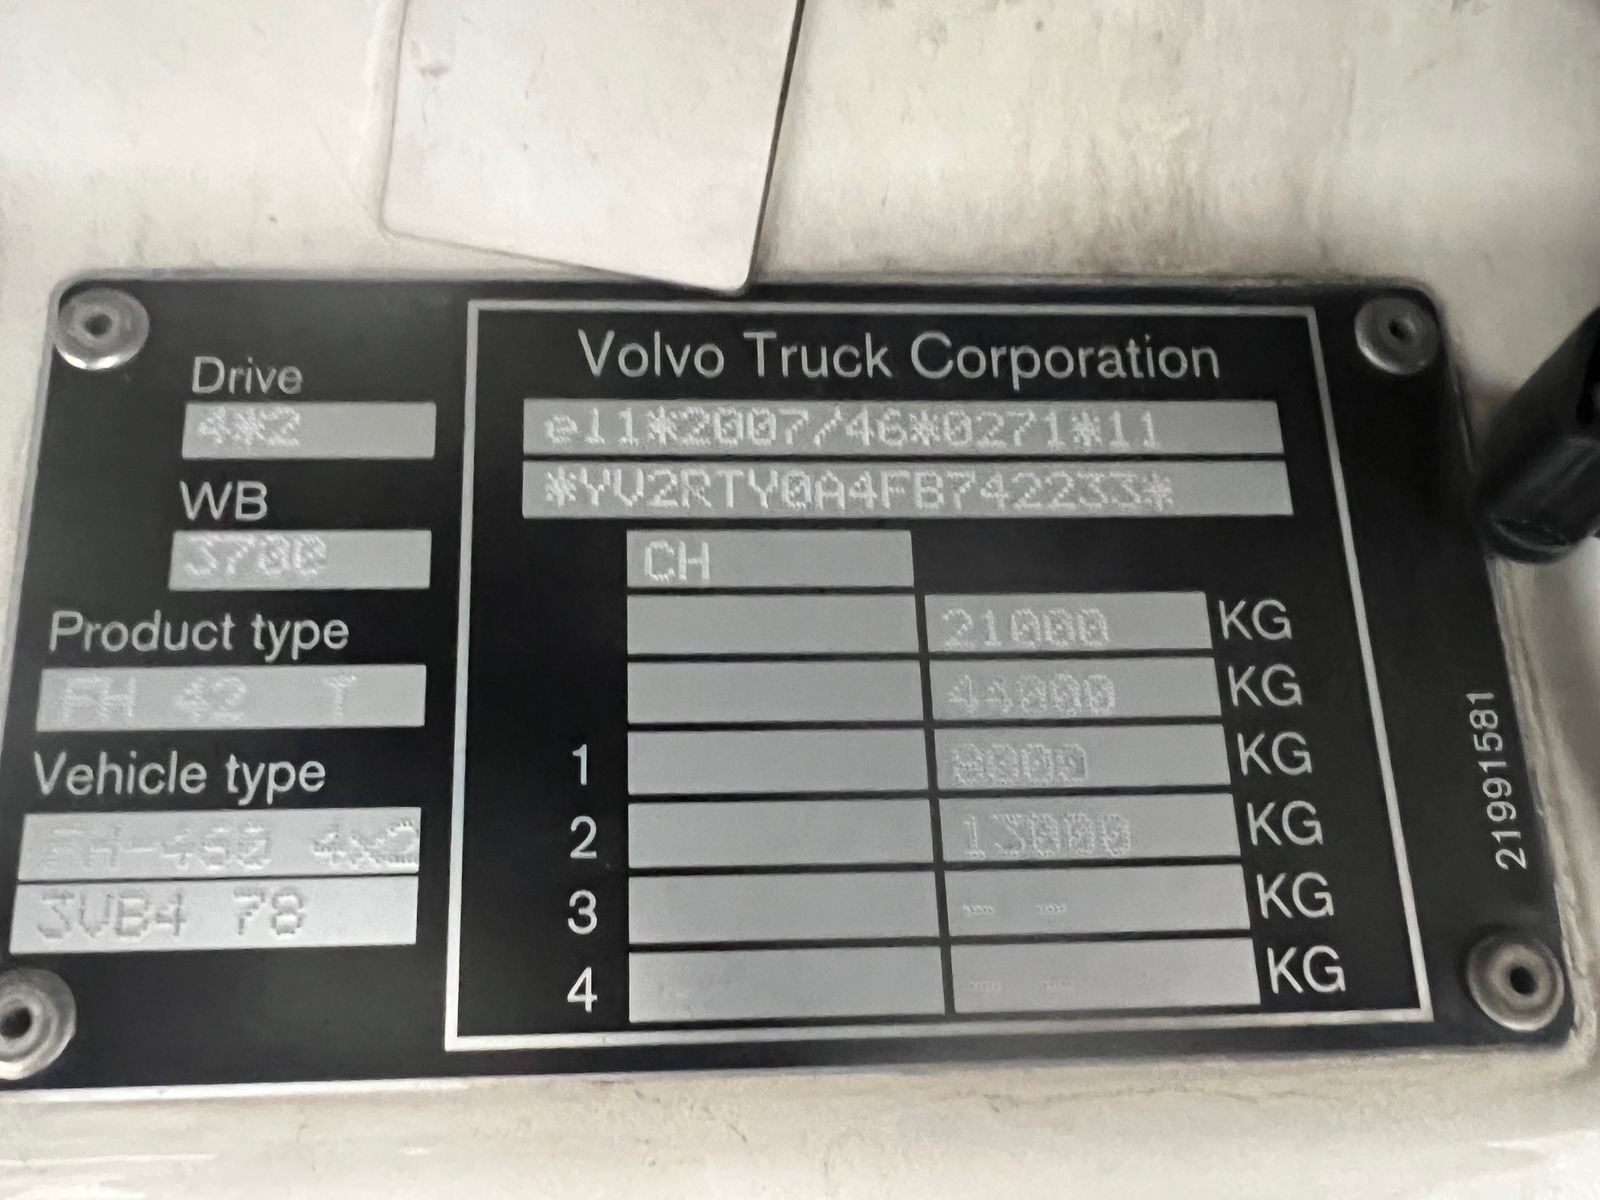 Volvo Truck Corporation
Drive
4*2
WB
3700
Product type
FH 42 T
Vehicle type
FH-460 4x2
3VB4 78
e11*2007/46*0271*11
*YV2RTY0A4FB742233*
CH
21000 KG
44000 KG
1 8000 KG
2 13000 KG
3 -- -- KG
4 -- -- KG
21991581